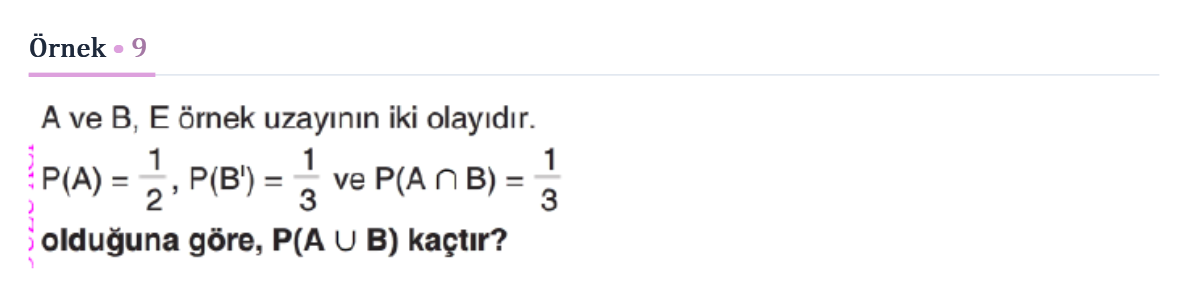 Örnek • 9
A ve B, E örnek uzayının iki olayıdır.
P(A) = 1/2, P(B') = 1/3 ve P(A ∩ B) = 1/3
olduğuna göre, P(A ∪ B) kaçtır?